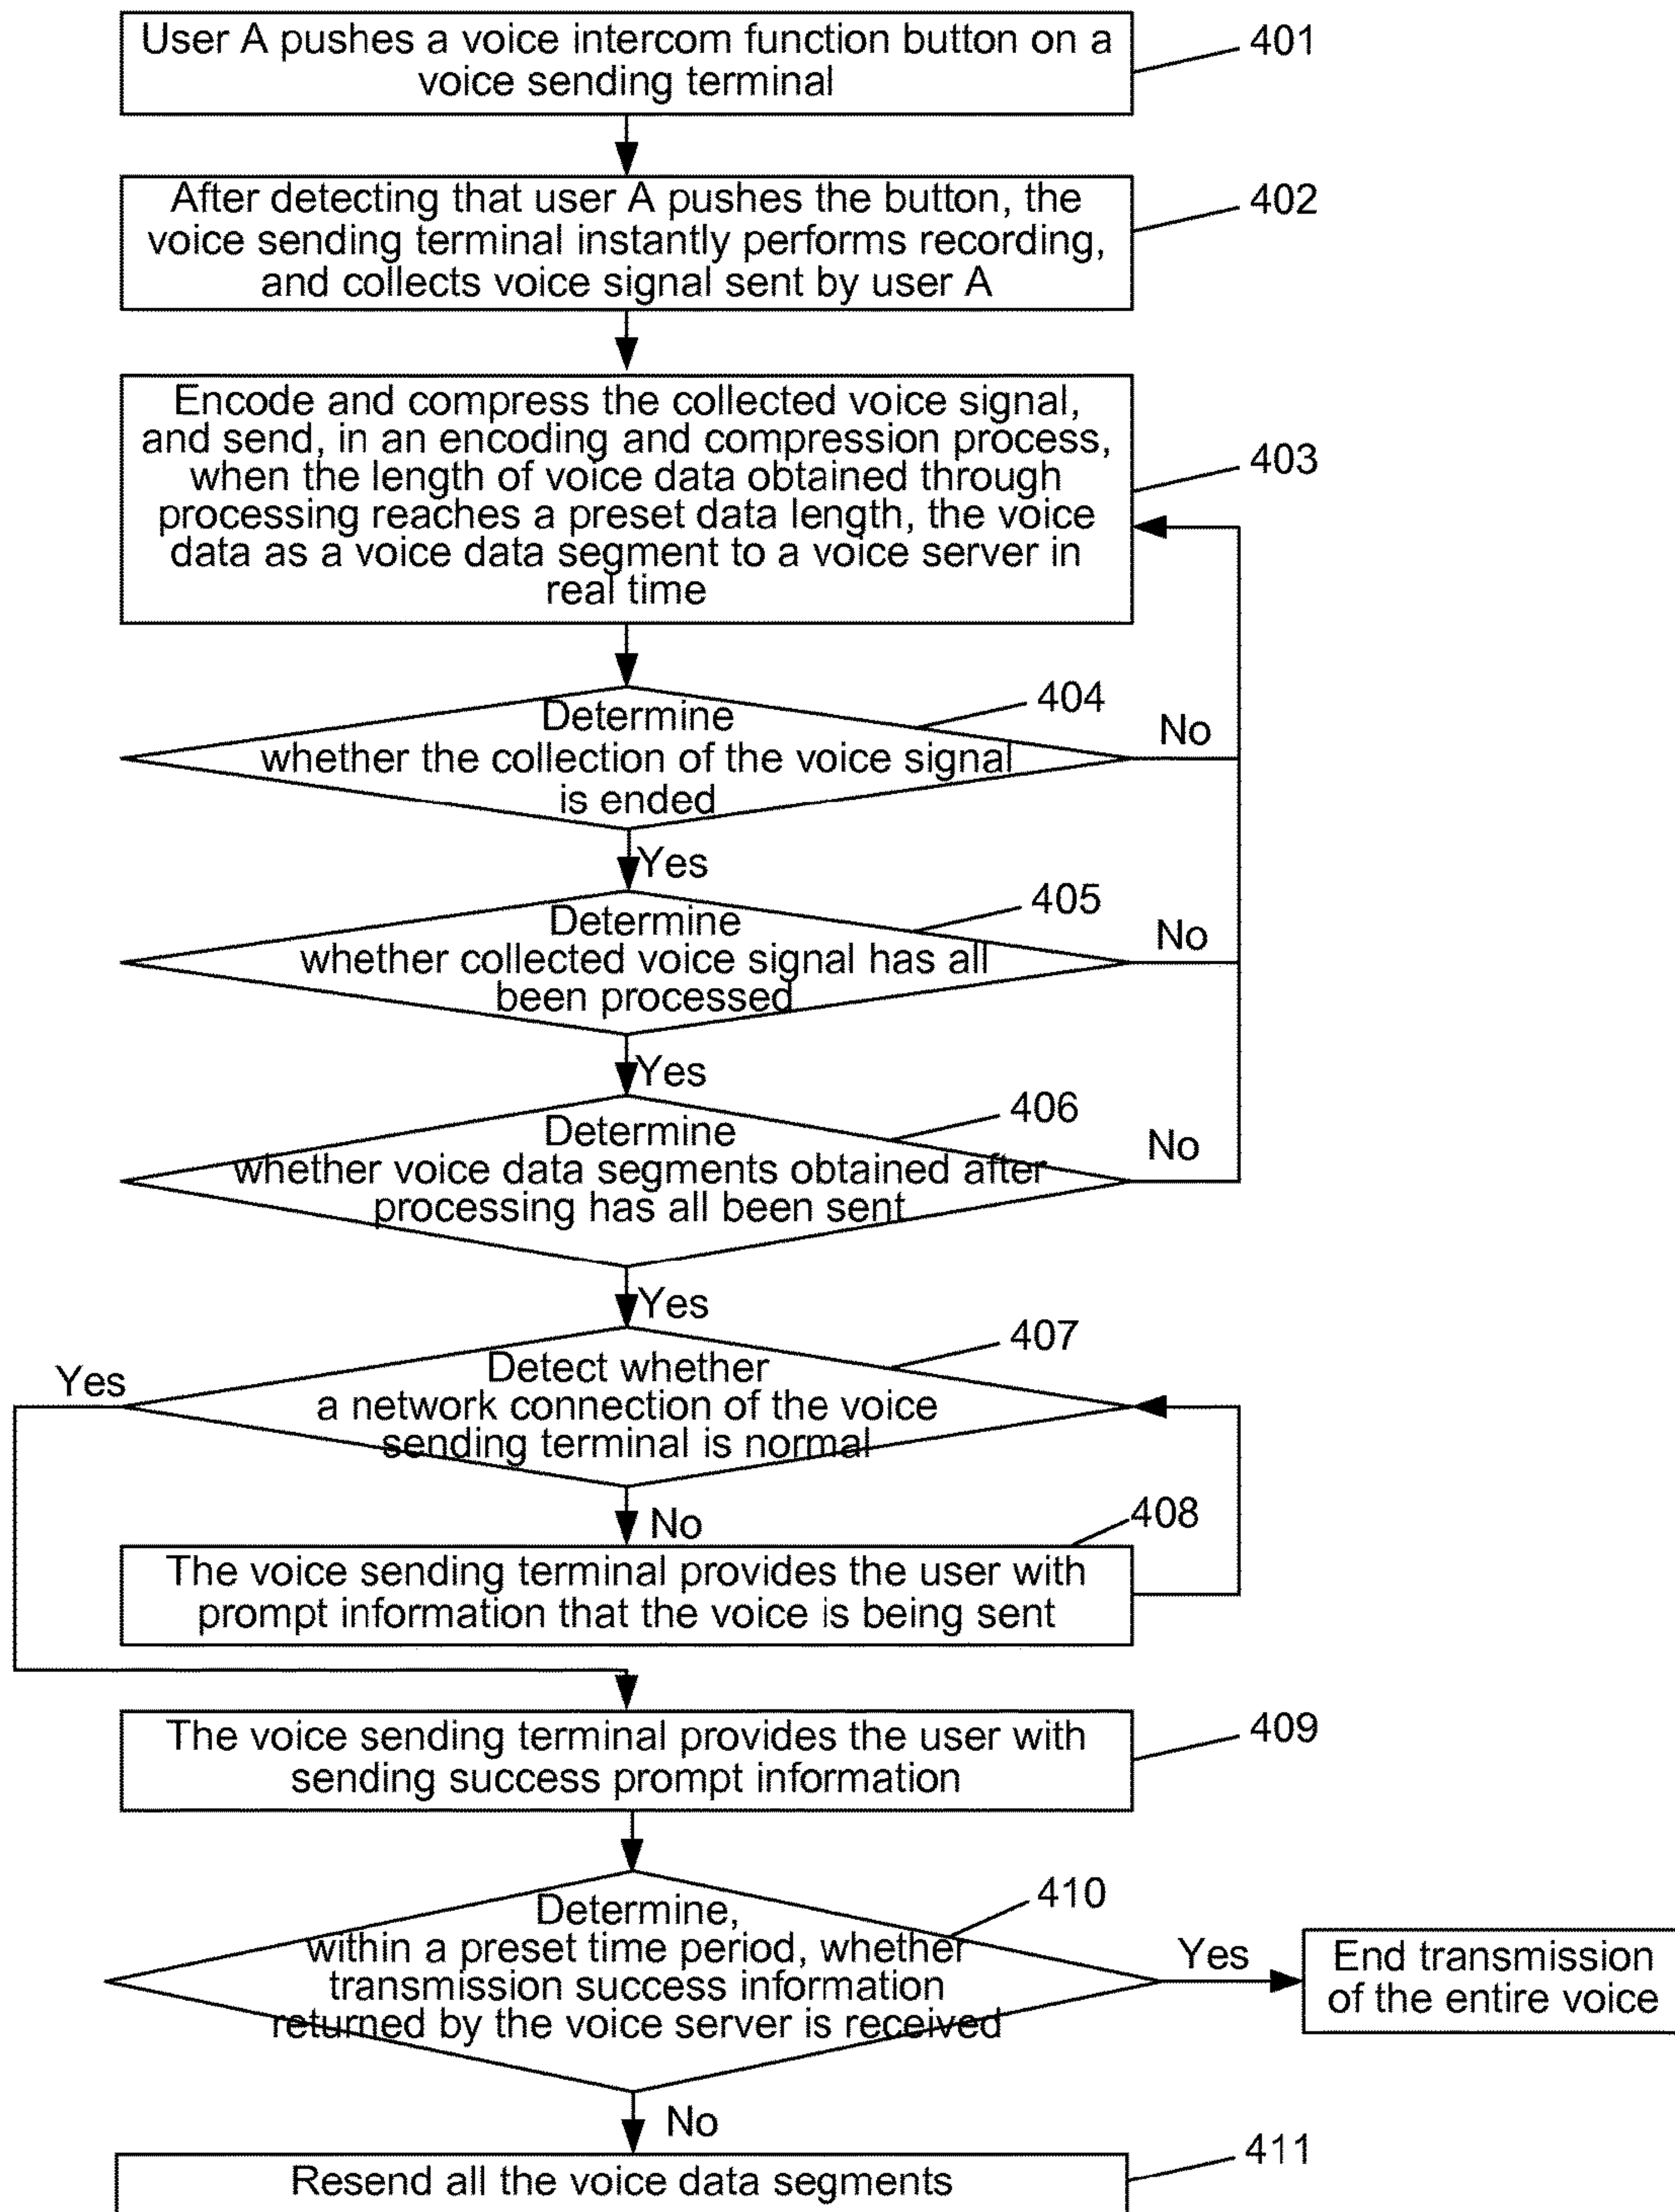 User A pushes a voice intercom function button on a
voice sending terminal
401
After detecting that user A pushes the button, the
voice sending terminal instantly performs recording,
and collects voice signal sent by user A
402
Encode and compress the collected voice signal,
and send, in an encoding and compression process,
when the length of voice data obtained through
processing reaches a preset data length, the voice
data as a voice data segment to a voice server in
real time
403
Determine
whether the collection of the voice signal
is ended
404
No
Yes
Determine
whether collected voice signal has all
been processed
405
No
Yes
Determine
whether voice data segments obtained after
processing has all been sent
406
No
Yes
Detect whether
a network connection of the voice
sending terminal is normal
407
Yes
No
408
The voice sending terminal provides the user with
prompt information that the voice is being sent
The voice sending terminal provides the user with
sending success prompt information
409
Determine,
within a preset time period, whether
transmission success information
returned by the voice server is received
410
Yes
End transmission
of the entire voice
No
Resend all the voice data segments
411